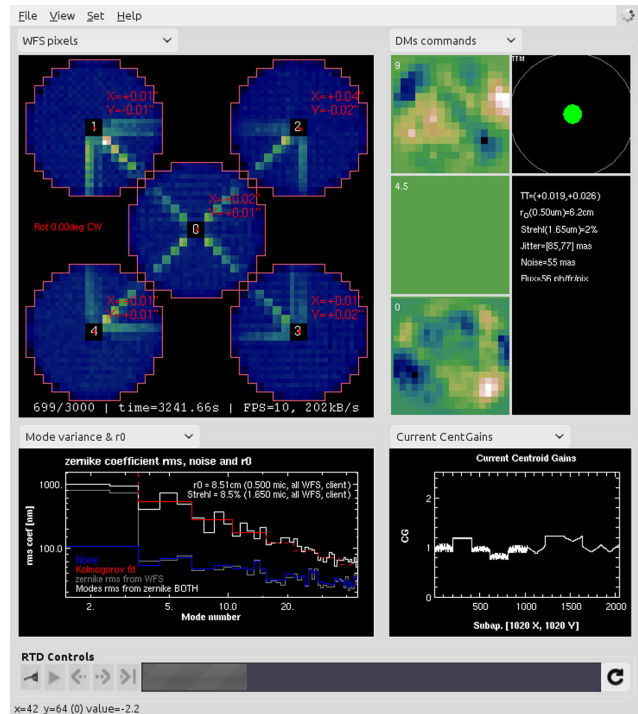 File View Set Help
WFS pixels
DMs commands
X=+0.01"
Y=-0.01"
1
X=+0.04"
Y=-0.02"
2
X=+0.02"
Y=+0.01"
0
Rot 0.00deg CW
X=+0.01"
Y=+0.01"
4
X=+0.01"
Y=+0.02"
3
699/3000 | time=3241.66s | FPS=10, 202kB/s
9
TTM
4.5
TT=(+0.019,+0.026)
r0(0.50um)=6.2cm
Strehl(1.65um)=2%
Jitter=[85,77] mas
Noise=55 mas
Flux=56 ph/fr/pix
0
Mode variance & r0
Current CentGains
zernike coefficient rms, noise and r0
r0 = 8.51cm (0.500 mic, all WFS, client)
Strehl = 8.5% (1.650 mic, all WFS, client)
1000.
100.0
rms coef [nm]
Noise
Kolmogorov fit
zernike rms from WFS
Modes rms from zernike BOTH
2. 5. 10.0 20.
Mode number
Current Centroid Gains
2
1
0
CG
500 1000 1500 2000
Subap. [1020 X, 1020 Y]
RTD Controls
x=42 y=64 (0) value=-2.2